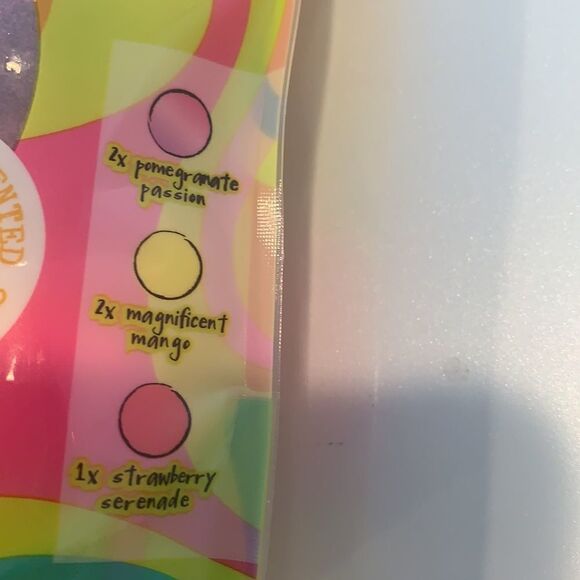 2x pomegranate
passion
2x magnificent
mango
1x strawberry
serenade